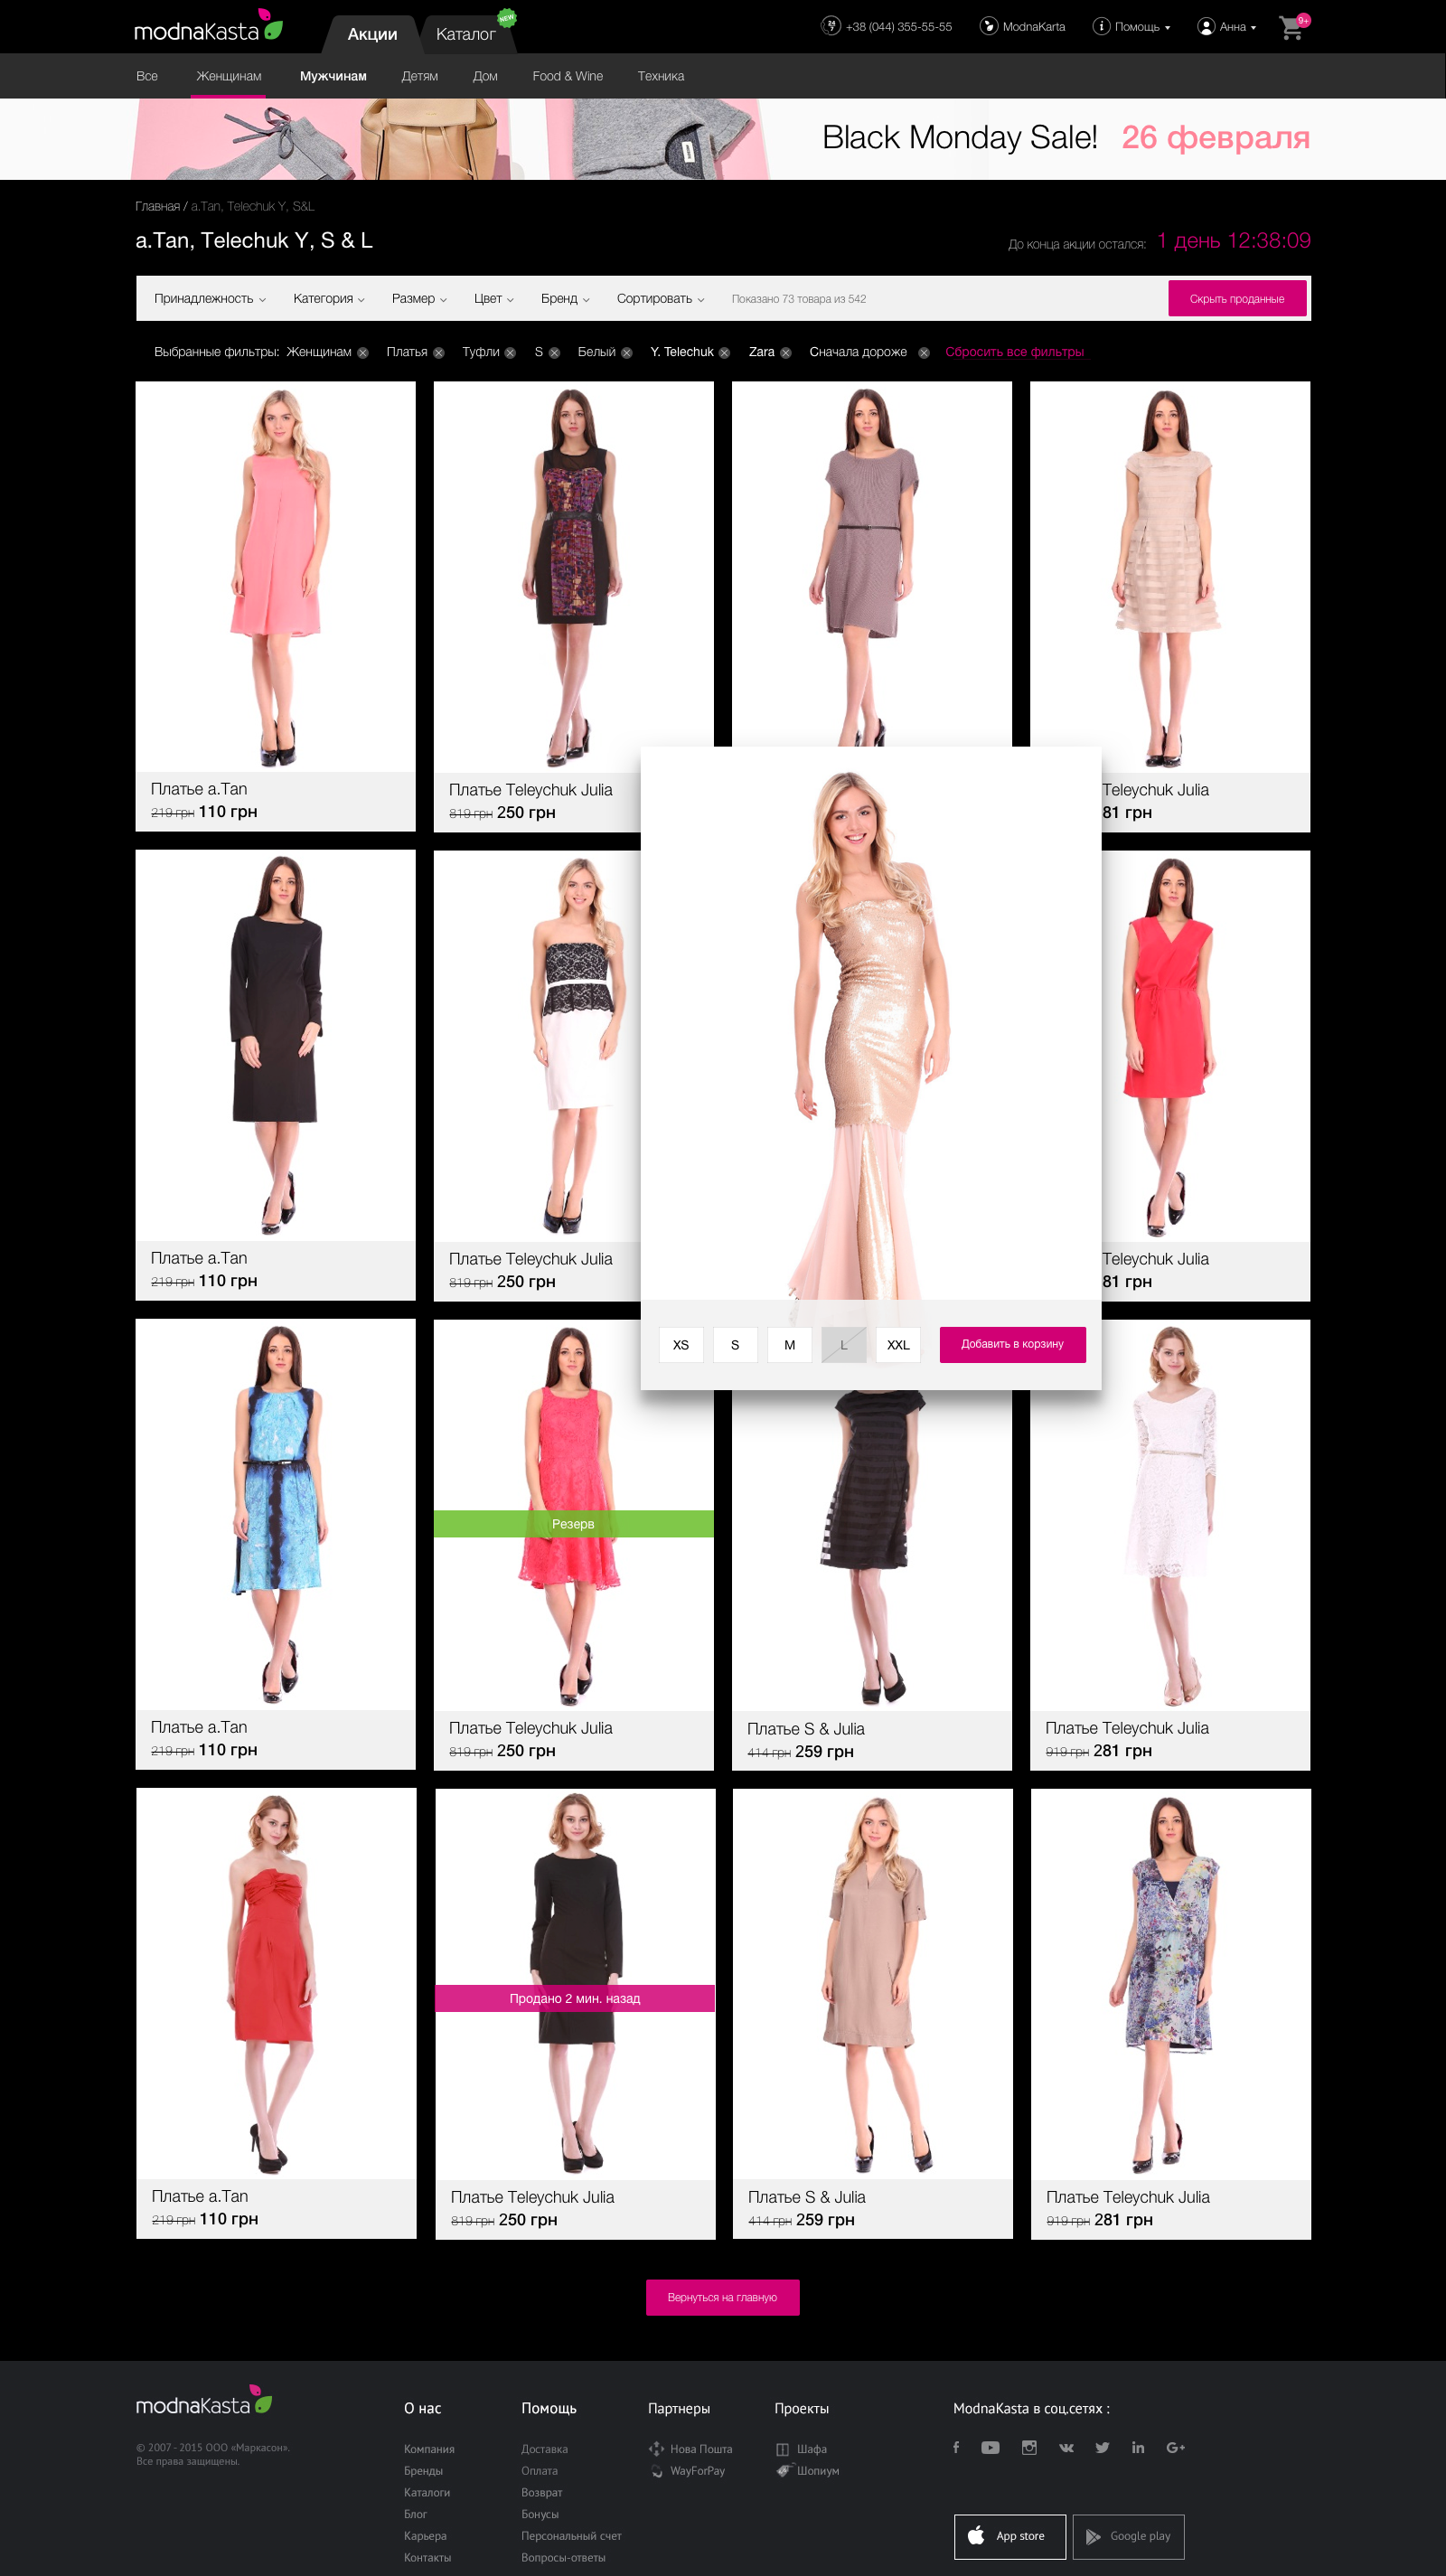 modnaKasta
Акции
Каталог
NEW
24
7
+38 (044) 355-55-55
ModnaKarta
Помощь
Анна
9+
Все
Женщинам
Мужчинам
Детям
Дом
Food & Wine
Техника
Black Monday Sale! 26 февраля
Главная / a.Tan, Telechuk Y, S&L
a.Tan, Telechuk Y, S & L
До конца акции остался: 1 день 12:38:09
Принадлежность
Категория
Размер
Цвет
Бренд
Сортировать
Показано 73 товара из 542
Скрыть проданные
Выбранные фильтры: Женщинам
Платья
Туфли
S
Белый
Y. Telechuk
Zara
Сначала дороже
Сбросить все фильтры
Платье a.Tan
219 грн 110 грн
Платье Teleychuk Julia
819 грн 250 грн
Teleychuk Julia
81 грн
Платье a.Tan
219 грн 110 грн
Платье Teleychuk Julia
819 грн 250 грн
Teleychuk Julia
81 грн
XS
S
M
L
XXL
Добавить в корзину
Резерв
Платье a.Tan
219 грн 110 грн
Платье Teleychuk Julia
819 грн 250 грн
Платье S & Julia
414 грн 259 грн
Платье Teleychuk Julia
919 грн 281 грн
Продано 2 мин. назад
Платье a.Tan
219 грн 110 грн
Платье Teleychuk Julia
819 грн 250 грн
Платье S & Julia
414 грн 259 грн
Платье Teleychuk Julia
919 грн 281 грн
Вернуться на главную
modnaKasta
© 2007 - 2015 ООО «Маркасон».
Все права защищены.
О нас
Компания
Бренды
Каталоги
Блог
Карьера
Контакты
Помощь
Доставка
Оплата
Возврат
Бонусы
Персональный счет
Вопросы-ответы
Партнеры
Нова Пошта
WayForPay
Проекты
Шафа
Шопиум
ModnaKasta в соц.сетях :
App store
Google play